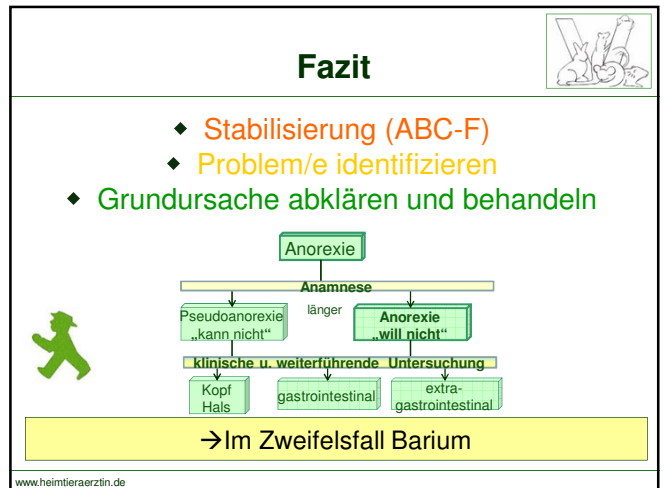 Fazit
◆ Stabilisierung (ABC-F)
◆ Problem/e identifizieren
◆ Grundursache abklären und behandeln
Anorexie
Anamnese
länger
Pseudoanorexie
„kann nicht“
Anorexie
„will nicht“
klinische u. weiterführende Untersuchung
Kopf
Hals
gastrointestinal
extra-
gastrointestinal
→Im Zweifelsfall Barium
www.heimtieraerztin.de